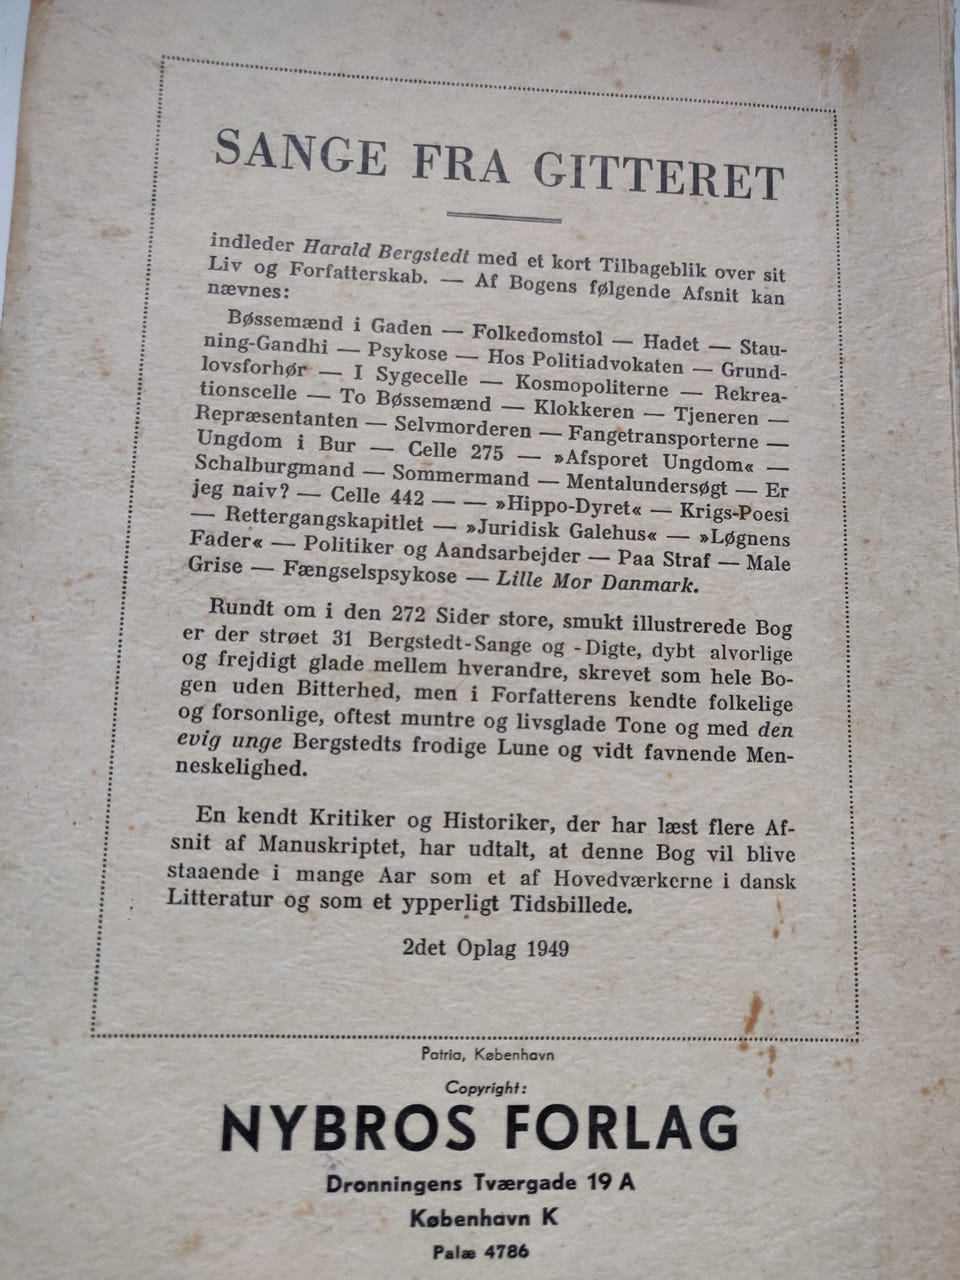 SANGE FRA GITTERET
indleder Harald Bergstedt med et kort Tilbageblik over sit
Liv og Forfatterskab. — Af Bogens følgende Afsnit kan
nævnes:
Bøssemænd i Gaden — Folkedomstol — Hadet — Stau-
ning-Gandhi — Psykose — Hos Politiadvokaten — Grund-
lovsforhør — I Sygecelle — Kosmopoliterne — Rekrea-
tionscelle — To Bøssemænd — Klokkeren — Tjeneren —
Repræsentanten — Selvmorderen — Fangetransporterne —
Ungdom i Bur — Celle 275 — »Afsporet Ungdom« —
Schalburgmand — Sommermand — Mentalundersøgt — Er
jeg naiv? — Celle 442 — — »Hippo-Dyret« — Krigs-Poesi
— Rettergangskapitlet — »Juridisk Galehus« — »Løgnens
Fader« — Politiker og Aandsarbejder — Paa Straf — Male
Grise — Fængselspsykose — Lille Mor Danmark.
Rundt om i den 272 Sider store, smukt illustrerede Bog
er der strøet 31 Bergstedt-Sange og -Digte, dybt alvorlige
og frejdigt glade mellem hverandre, skrevet som hele Bo-
gen uden Bitterhed, men i Forfatterens kendte folkelige
og forsonlige, oftest muntre og livsglade Tone og med den
evig unge Bergstedts frodige Lune og vidt favnende Men-
neskelighed.
En kendt Kritiker og Historiker, der har læst flere Af-
snit af Manuskriptet, har udtalt, at denne Bog vil blive
staaende i mange Aar som et af Hovedværkerne i dansk
Litteratur og som et ypperligt Tidsbillede.
2det Oplag 1949
Patria, København
Copyright:
NYBROS FORLAG
Dronningens Tværgade 19 A
København K
Palæ 4786